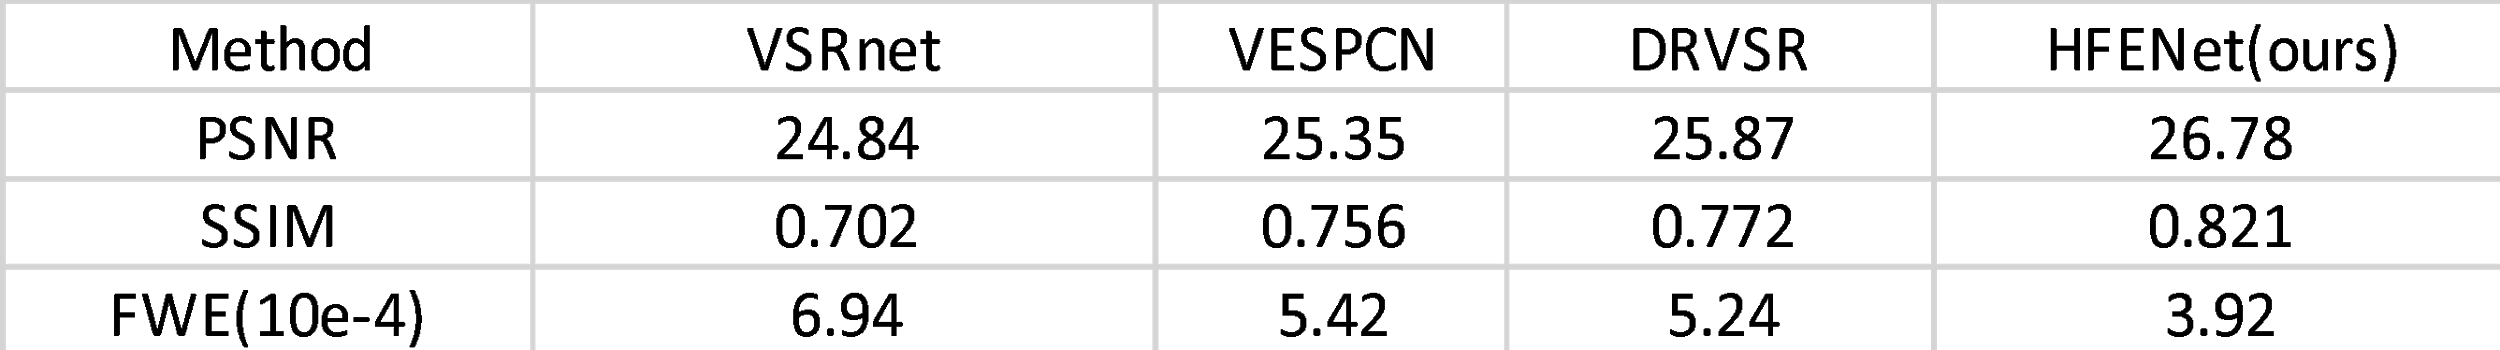 Method VSRnet VESPCN DRVSR HFENet(ours)
PSNR 24.84 25.35 25.87 26.78
SSIM 0.702 0.756 0.772 0.821
FWE(10e-4) 6.94 5.42 5.24 3.92